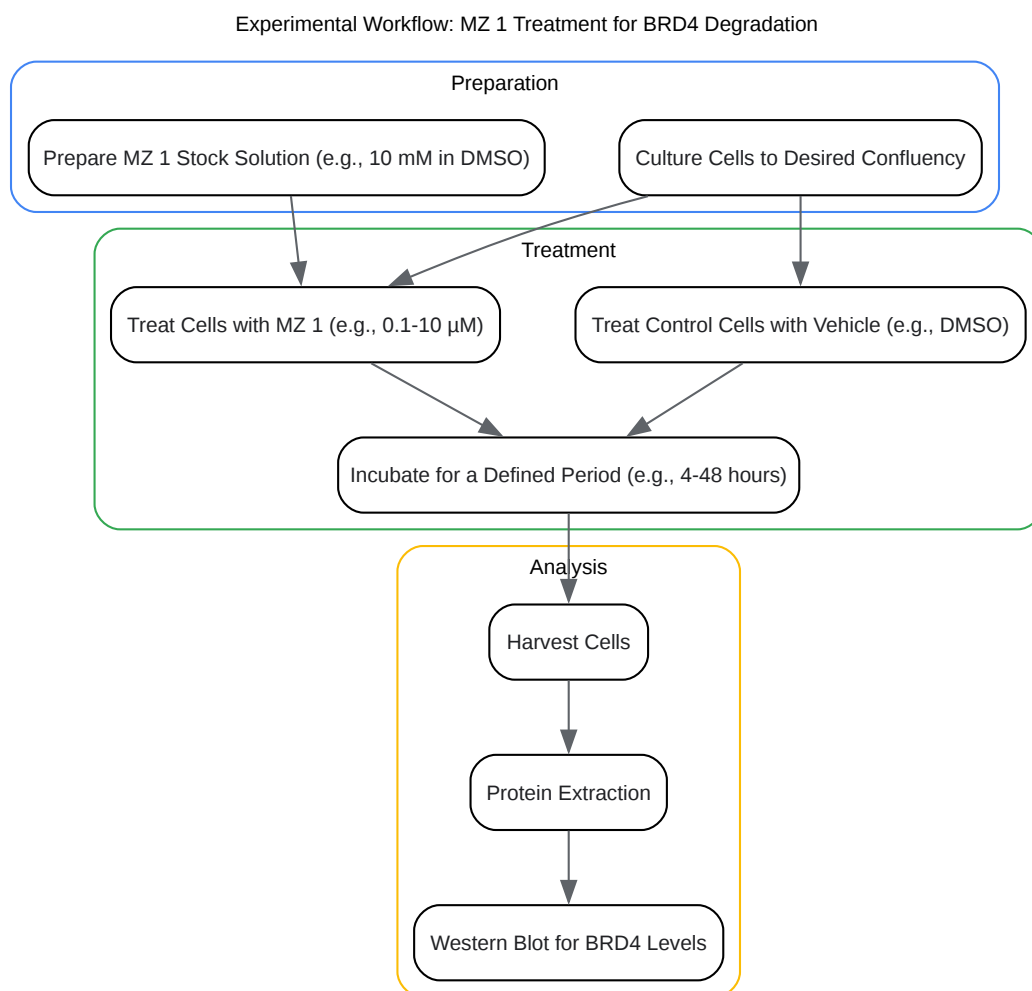 Experimental Workflow: MZ 1 Treatment for BRD4 Degradation
Preparation
Prepare MZ 1 Stock Solution (e.g., 10 mM in DMSO)
Culture Cells to Desired Confluency
Treatment
Treat Cells with MZ 1 (e.g., 0.1-10 µM)
Treat Control Cells with Vehicle (e.g., DMSO)
Incubate for a Defined Period (e.g., 4-48 hours)
Analysis
Harvest Cells
Protein Extraction
Western Blot for BRD4 Levels